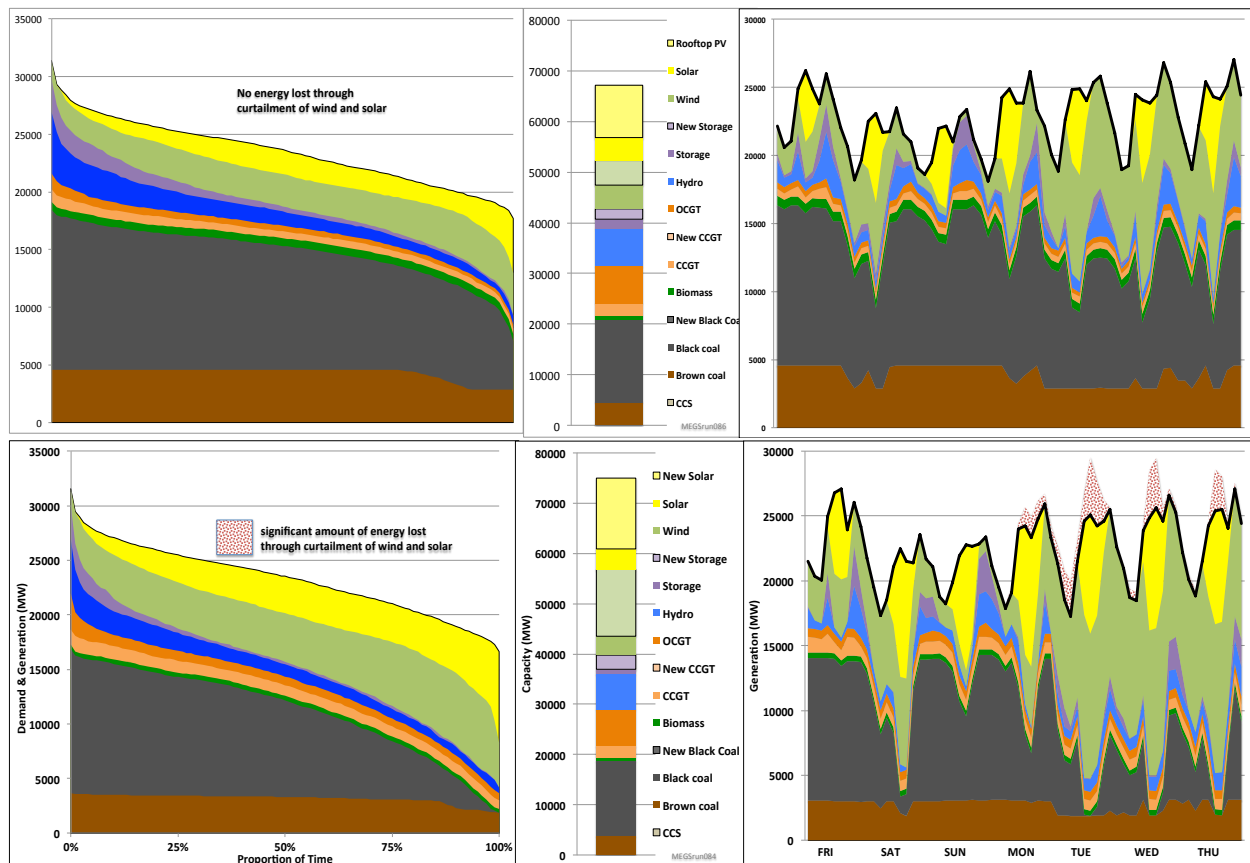 35000
30000
25000
20000
15000
10000
5000
0
No energy lost through
curtailment of wind and solar
0%
25%
50%
75%
100%
80000
70000
60000
50000
40000
30000
20000
10000
0
Rooftop PV
Solar
Wind
New Storage
Storage
Hydro
OCGT
New CCGT
CCGT
Biomass
New Black Coa
Black coal
Brown coal
CCS
MEGSrun086
30000
25000
20000
15000
10000
5000
0
Demand & Generation (MW)
35000
30000
25000
20000
15000
10000
5000
0
significant amount of energy lost
through curtailment of wind and solar
0%
25%
50%
75%
100%
Proportion of Time
Capacity (MW)
80000
70000
60000
50000
40000
30000
20000
10000
0
New Solar
Solar
Wind
New Storage
Storage
Hydro
OCGT
New CCGT
CCGT
Biomass
New Black Coal
Black coal
Brown coal
CCS
MEGSrun084
Generation (MW)
30000
25000
20000
15000
10000
5000
0
FRI
SAT
SUN
MON
TUE
WED
THU